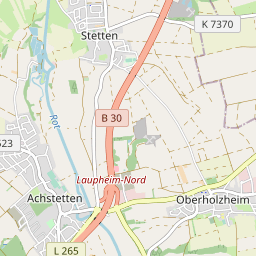 K 7370
Stetten
B 30
Rot
523
Laupheim-Nord
Achstetten
Oberholzheim
L 265